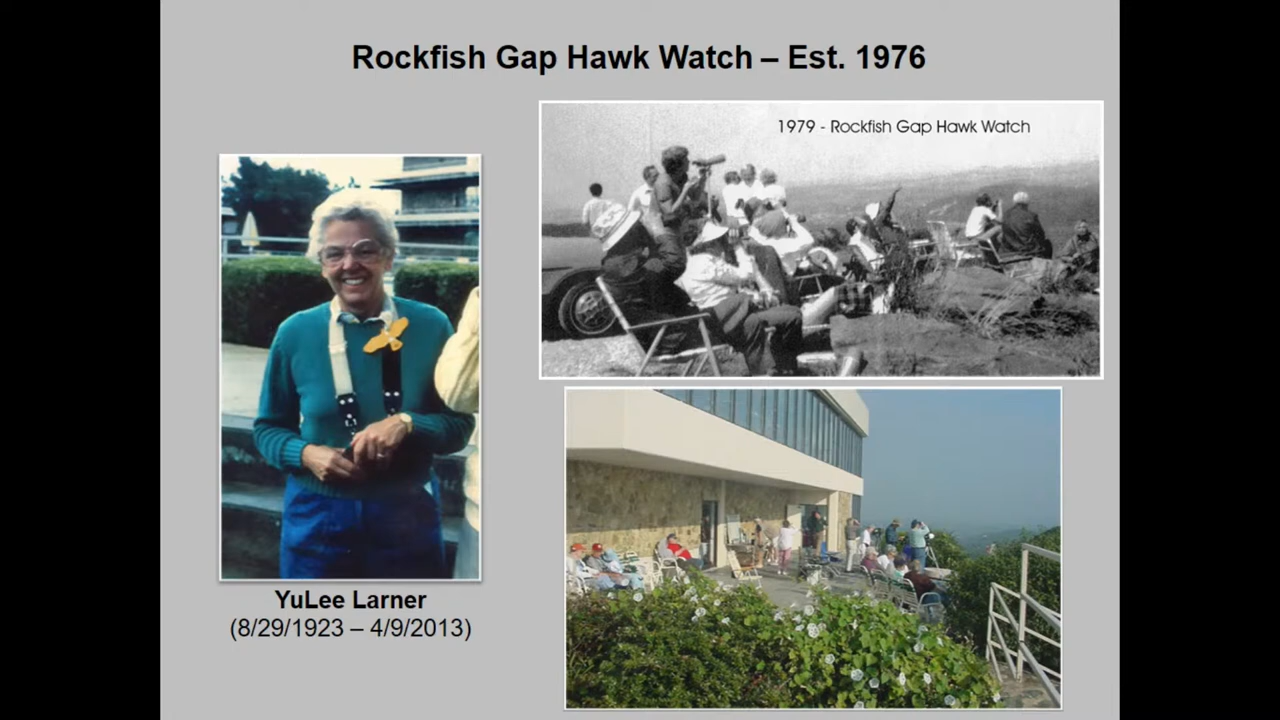 Rockfish Gap Hawk Watch – Est. 1976
1979 - Rockfish Gap Hawk Watch
YuLee Larner
(8/29/1923 – 4/9/2013)